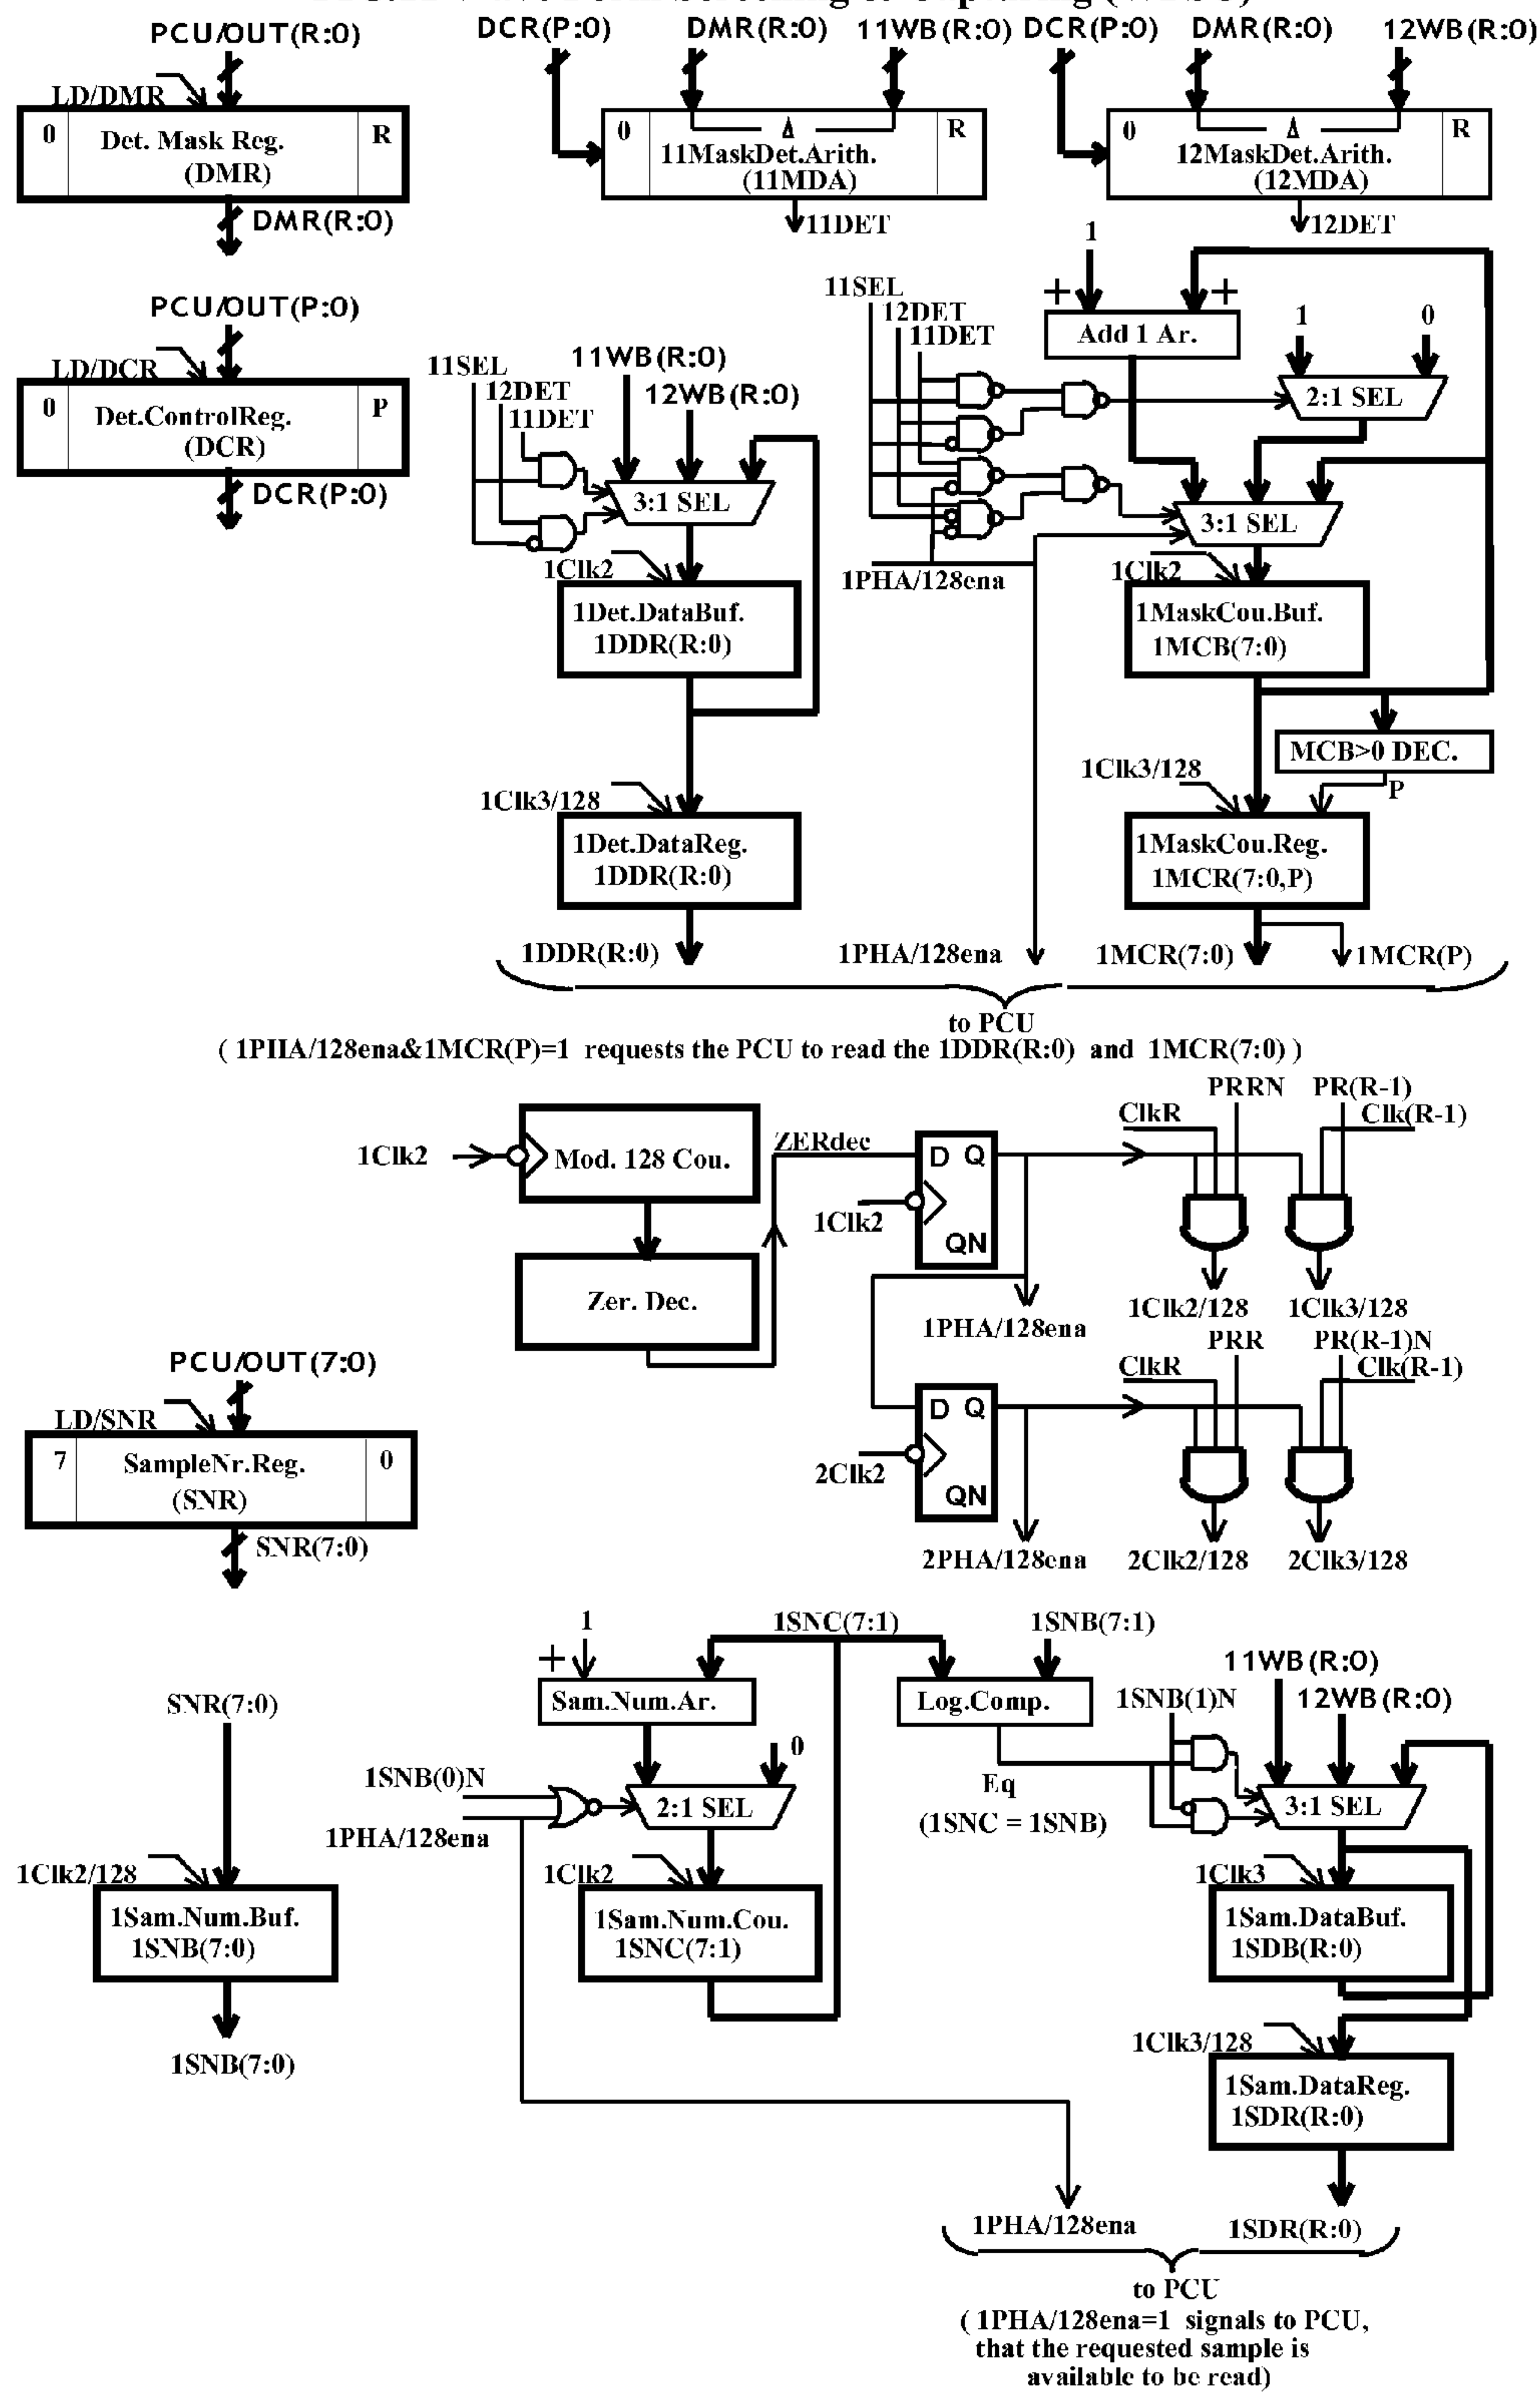 PCU/OUT(R:0)
DCR(P:0)
DMR(R:0)
11WB(R:0)
DCR(P:0)
DMR(R:0)
12WB(R:0)
LD/DMR
0
Det. Mask Reg.
(DMR)
R
DMR(R:0)
0
Δ
R
11MaskDet.Arith.
(11MDA)
11DET
0
Δ
R
12MaskDet.Arith.
(12MDA)
12DET
PCU/OUT(P:0)
LD/DCR
0
Det.ControlReg.
(DCR)
P
DCR(P:0)
11SEL
12DET
11DET
11WB(R:0)
12WB(R:0)
3:1 SEL
1Clk2
1Det.DataBuf.
1DDR(R:0)
1Clk3/128
1Det.DataReg.
1DDR(R:0)
1DDR(R:0)
11SEL
12DET
11DET
1
+
+
Add 1 Ar.
1
0
2:1 SEL
3:1 SEL
1PHA/128ena
1Clk2
1MaskCou.Buf.
1MCB(7:0)
MCB>0 DEC.
P
1Clk3/128
1MaskCou.Reg.
1MCR(7:0,P)
1PHA/128ena
1MCR(7:0)
1MCR(P)
to PCU
( 1PHA/128ena&1MCR(P)=1 requests the PCU to read the 1DDR(R:0) and 1MCR(7:0) )
1Clk2
Mod. 128 Cou.
Zer. Dec.
ZERdec
D Q
1Clk2
QN
1PHA/128ena
ClkR
PRRN
PR(R-1)
Clk(R-1)
1Clk2/128
1Clk3/128
D Q
2Clk2
QN
2PHA/128ena
ClkR
PRR
PR(R-1)N
Clk(R-1)
2Clk2/128
2Clk3/128
PCU/OUT(7:0)
LD/SNR
7
SampleNr.Reg.
(SNR)
0
SNR(7:0)
SNR(7:0)
1Clk2/128
1Sam.Num.Buf.
1SNB(7:0)
1SNB(7:0)
1
+
1SNC(7:1)
1SNB(7:1)
Sam.Num.Ar.
Log.Comp.
0
1SNB(0)N
1PHA/128ena
2:1 SEL
1Clk2
1Sam.Num.Cou.
1SNC(7:1)
Eq
(1SNC = 1SNB)
1SNB(1)N
11WB(R:0)
12WB(R:0)
3:1 SEL
1Clk3
1Sam.DataBuf.
1SDB(R:0)
1Clk3/128
1Sam.DataReg.
1SDR(R:0)
1PHA/128ena
1SDR(R:0)
to PCU
( 1PHA/128ena=1 signals to PCU,
that the requested sample is
available to be read)